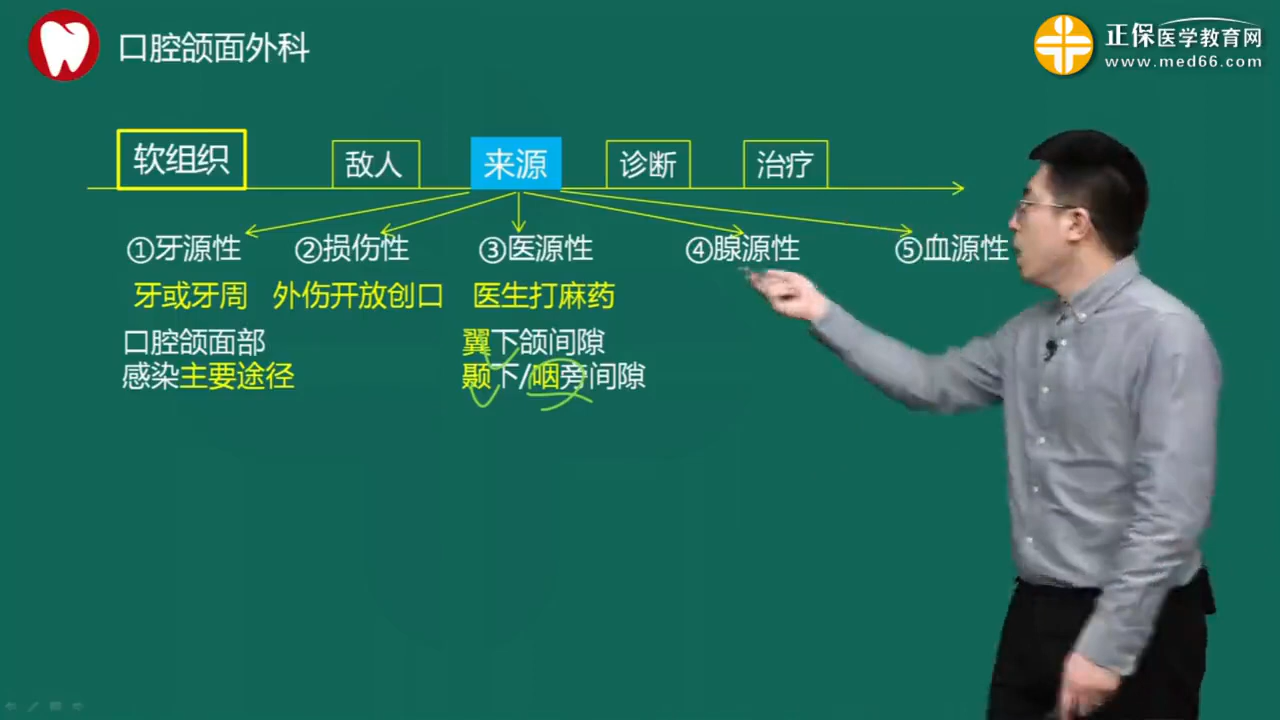 口腔颌面外科
正保医学教育网
www.med66.com
软组织
敌人
来源
诊断
治疗
①牙源性
②损伤性
③医源性
④腺源性
⑤血源性
牙或牙周
外伤开放创口
医生打麻药
口腔颌面部
感染主要途径
翼下颌间隙
颞下/咽旁间隙